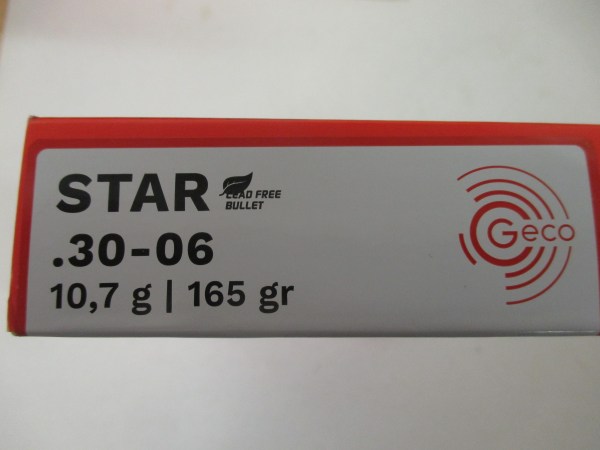 STAR LEAD FREE
BULLET
.30-06
10,7 g | 165 gr
Geco